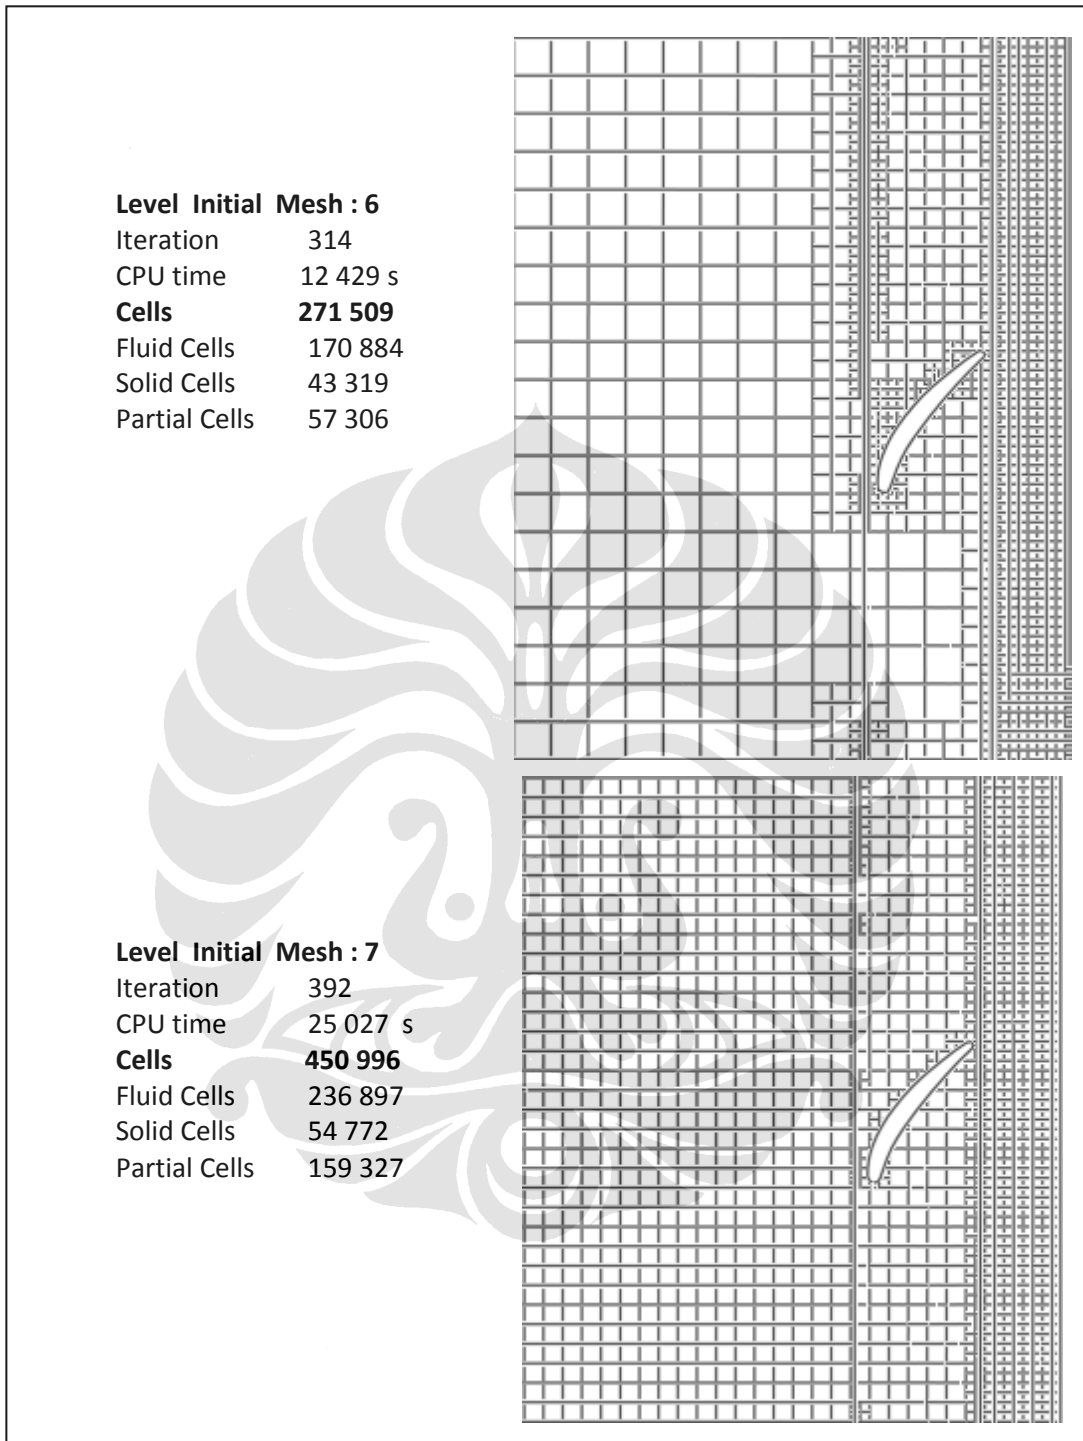 Level Initial Mesh : 6
Iteration 314
CPU time 12 429 s
Cells 271 509
Fluid Cells 170 884
Solid Cells 43 319
Partial Cells 57 306
Level Initial Mesh : 7
Iteration 392
CPU time 25 027 s
Cells 450 996
Fluid Cells 236 897
Solid Cells 54 772
Partial Cells 159 327